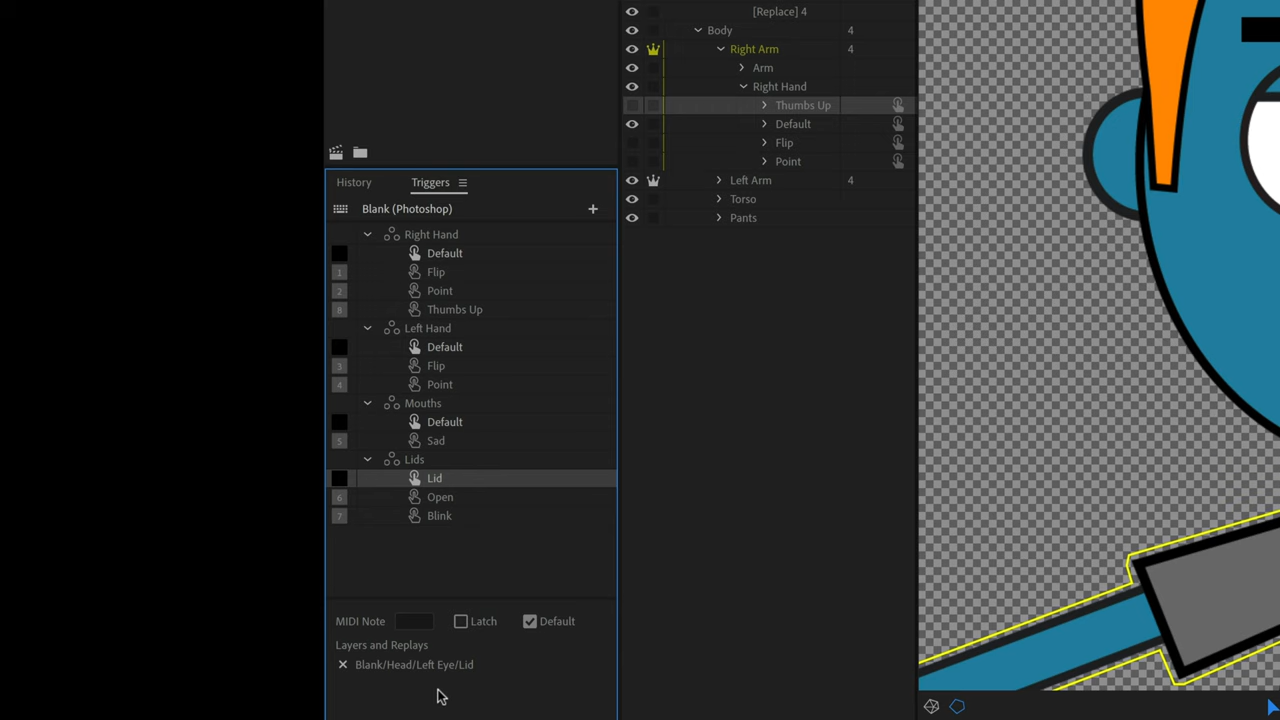 [Replace] 4
Body 4
Right Arm 4
Arm
Right Hand
Thumbs Up
Default
Flip
Point
Left Arm 4
Torso
Pants
History Triggers
Blank (Photoshop) +
Right Hand
Default
1 Flip
2 Point
8 Thumbs Up
Left Hand
Default
3 Flip
4 Point
Mouths
Default
5 Sad
Lids
Lid
6 Open
7 Blink
MIDI Note Latch Default
Layers and Replays
Blank/Head/Left Eye/Lid